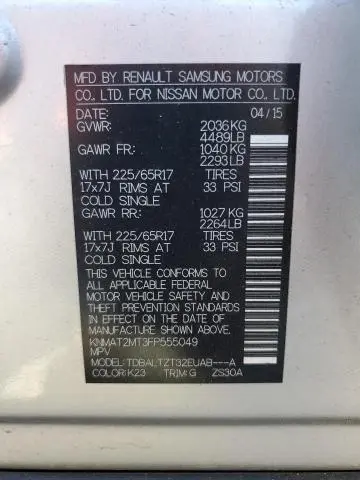 MFD BY RENAULT SAMSUNG MOTORS
CO., LTD. FOR NISSAN MOTOR CO., LTD.
DATE: 04/15
GVWR: 2036KG
4489LB
GAWR FR: 1040KG
2293LB
WITH 225/65R17 TIRES
17x7J RIMS AT 33 PSI
COLD SINGLE
GAWR RR: 1027KG
2264LB
WITH 225/65R17 TIRES
17x7J RIMS AT 33 PSI
COLD SINGLE
THIS VEHICLE CONFORMS TO
ALL APPLICABLE FEDERAL
MOTOR VEHICLE SAFETY AND
THEFT PREVENTION STANDARDS
IN EFFECT ON THE DATE OF
MANUFACTURE SHOWN ABOVE.
KNMAT2MT3FP555049
MPV
MODEL: TDBALTZT32EUAB---A
COLOR:K23 TRIM:G ZS30A